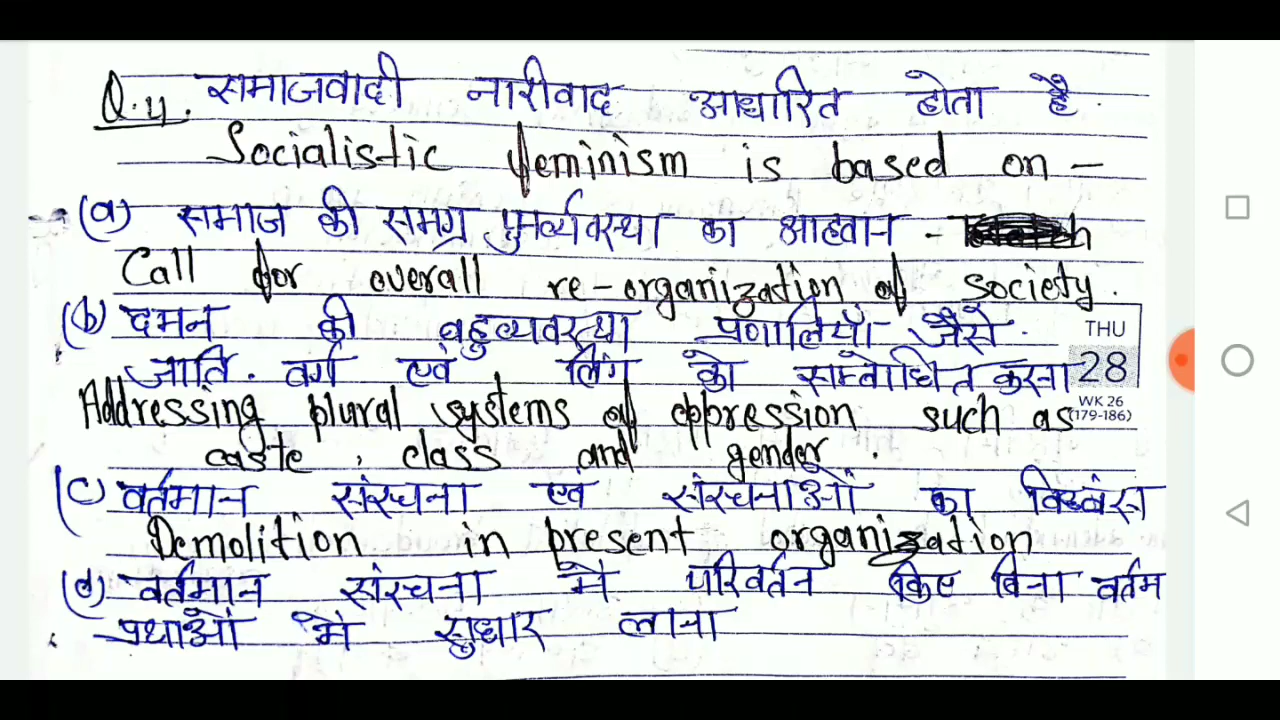 Q.4. समाजवादी नारीवाद आधारित होता है.
Socialistic feminism is based on –
(a) समाज की समग्र पुनर्व्यवस्था का आहवान -
Call for overall re-organization of society.
(b) दमन की बहुव्यवस्था प्रणालियाँ जैसे.
THU
जाति. वर्ग एवं लिंग को सम्बोधित करना
28
Addressing plural systems of oppression such as
WK 26
(179-186)
caste, class and gender.
(c) वर्तमान संरचना एवं संरचनाओं का विध्वंस
Demolition in present organization
(d) वर्तमान संरचना मे परिवर्तन किए बिना वर्तम
प्रथाओं मे सुधार लाना